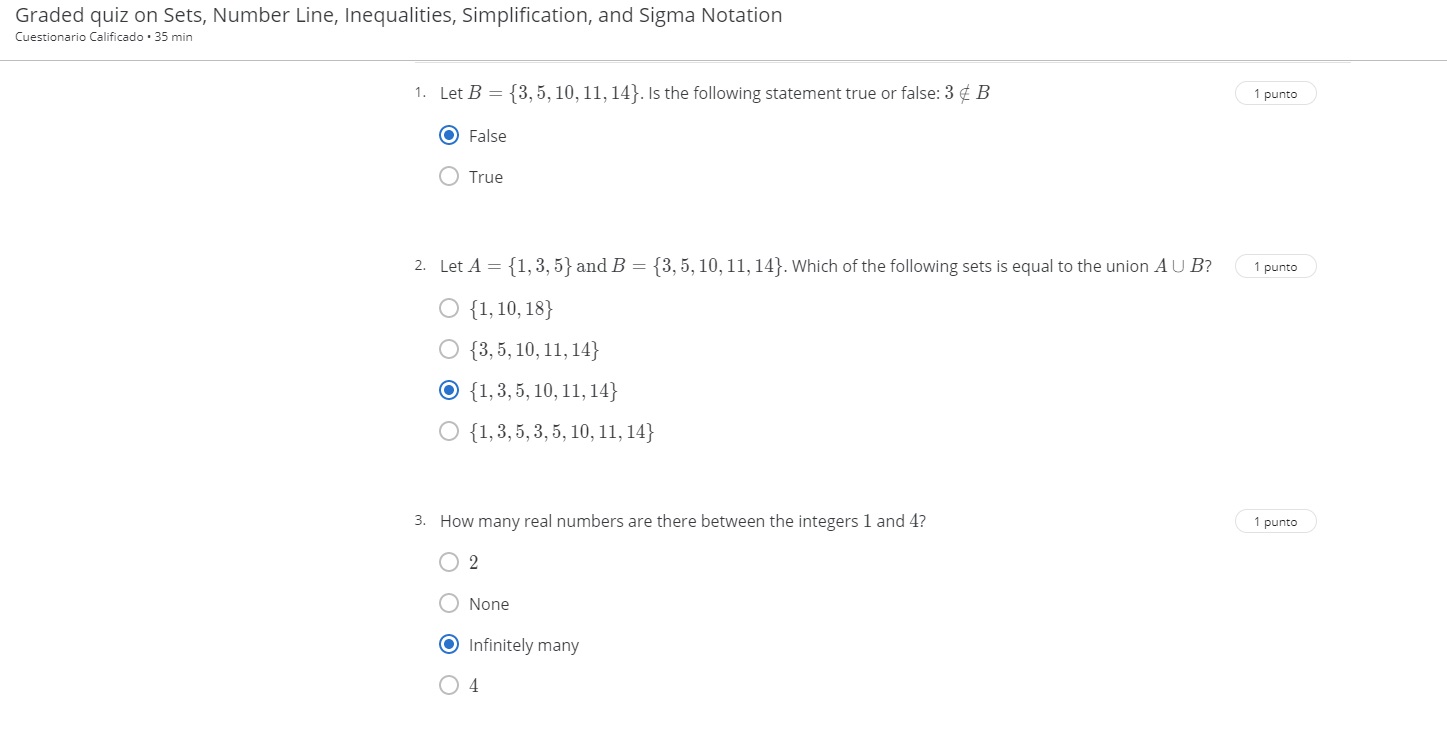 Graded quiz on Sets, Number Line, Inequalities, Simplification, and Sigma Notation
Cuestionario Calificado • 35 min
1. Let B = {3, 5, 10, 11, 14}. Is the following statement true or false: 3 ∉ B
1 punto
False
True
2. Let A = {1, 3, 5} and B = {3, 5, 10, 11, 14}. Which of the following sets is equal to the union A ∪ B?
1 punto
{1, 10, 18}
{3, 5, 10, 11, 14}
{1, 3, 5, 10, 11, 14}
{1, 3, 5, 3, 5, 10, 11, 14}
3. How many real numbers are there between the integers 1 and 4?
1 punto
2
None
Infinitely many
4